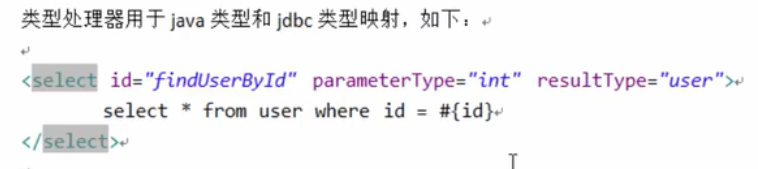 类型处理器用于 java 类型和 jdbc 类型映射，如下：
<select id="findUserById" parameterType="int" resultType="user">
select * from user where id = #{id}
</select>